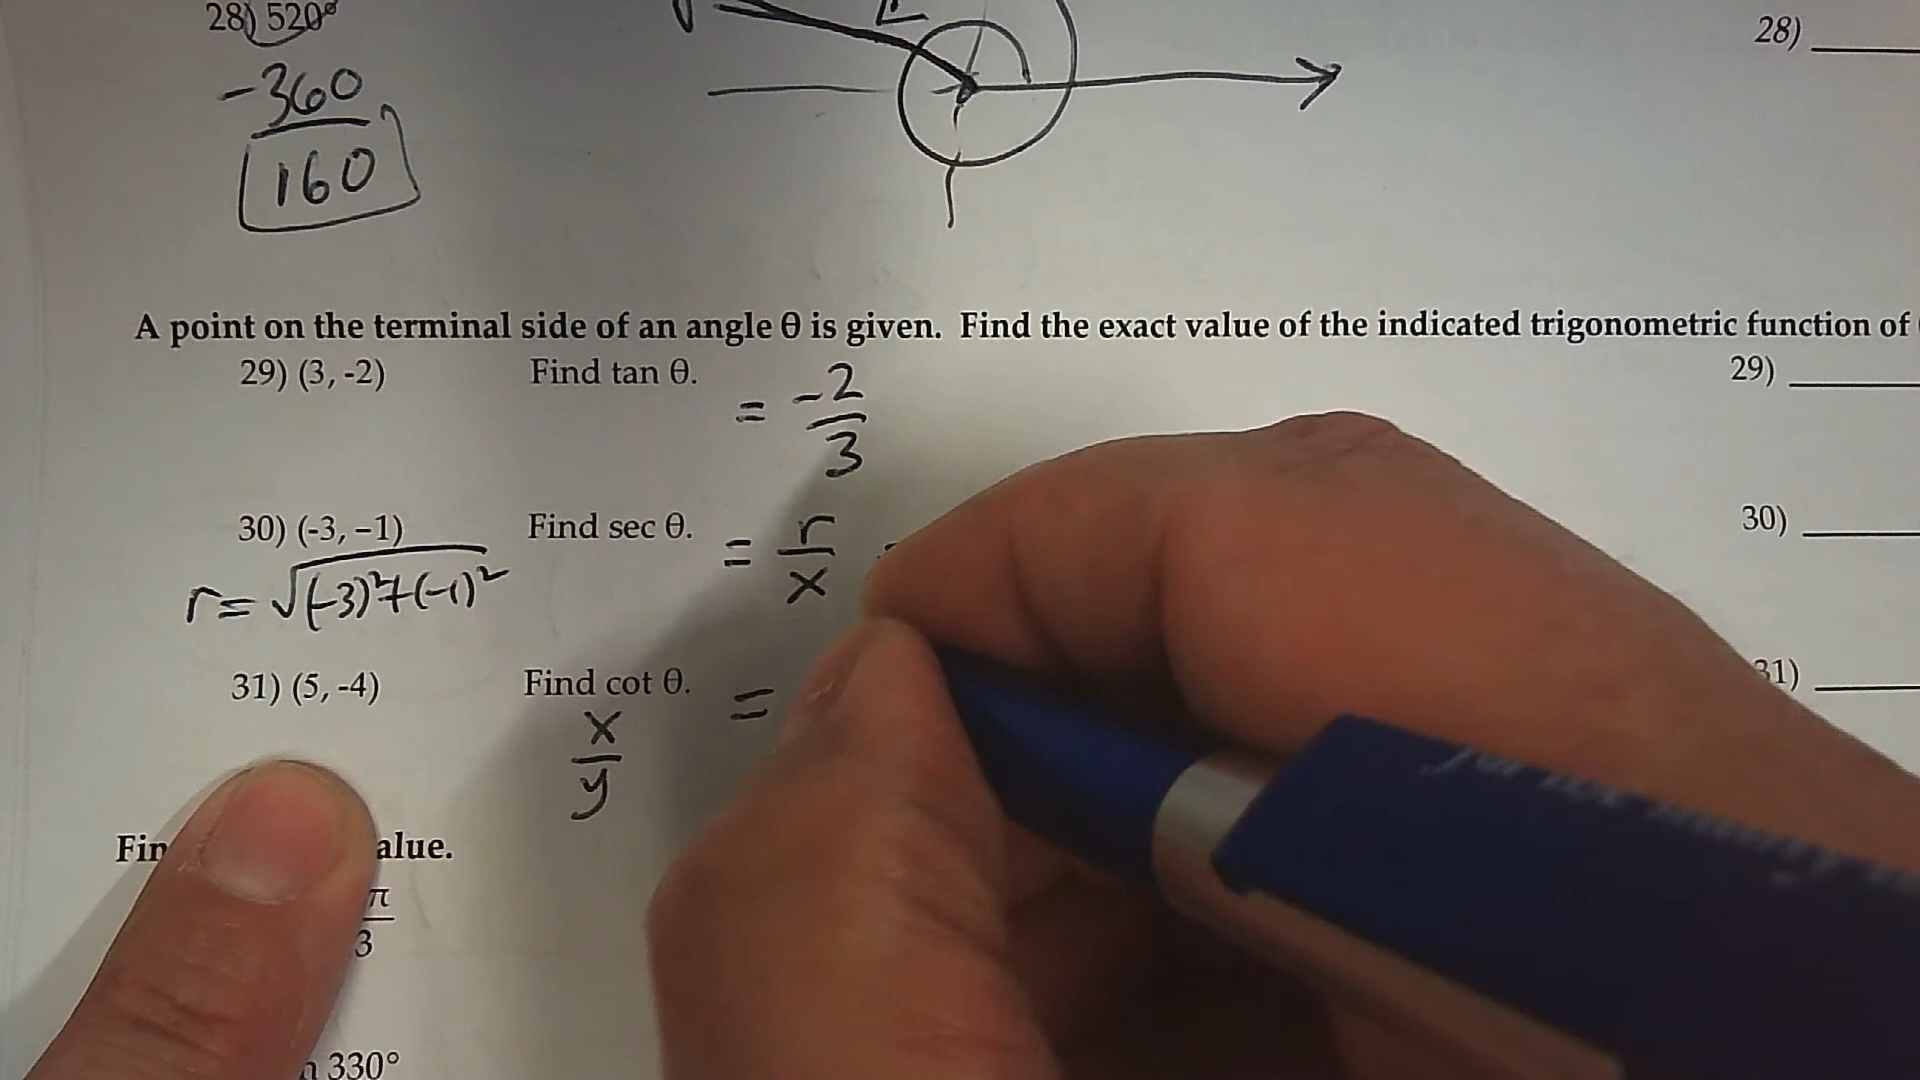 28) 520°
28)
-360
160
A point on the terminal side of an angle θ is given. Find the exact value of the indicated trigonometric function of
29) (3, -2) Find tan θ. = -2/3 29)
30) (-3, -1) Find sec θ. = r/x 30)
r = √(-3)²+(-1)²
31) (5, -4) Find cot θ. = 31)
x/y
alue.
π/3
330°